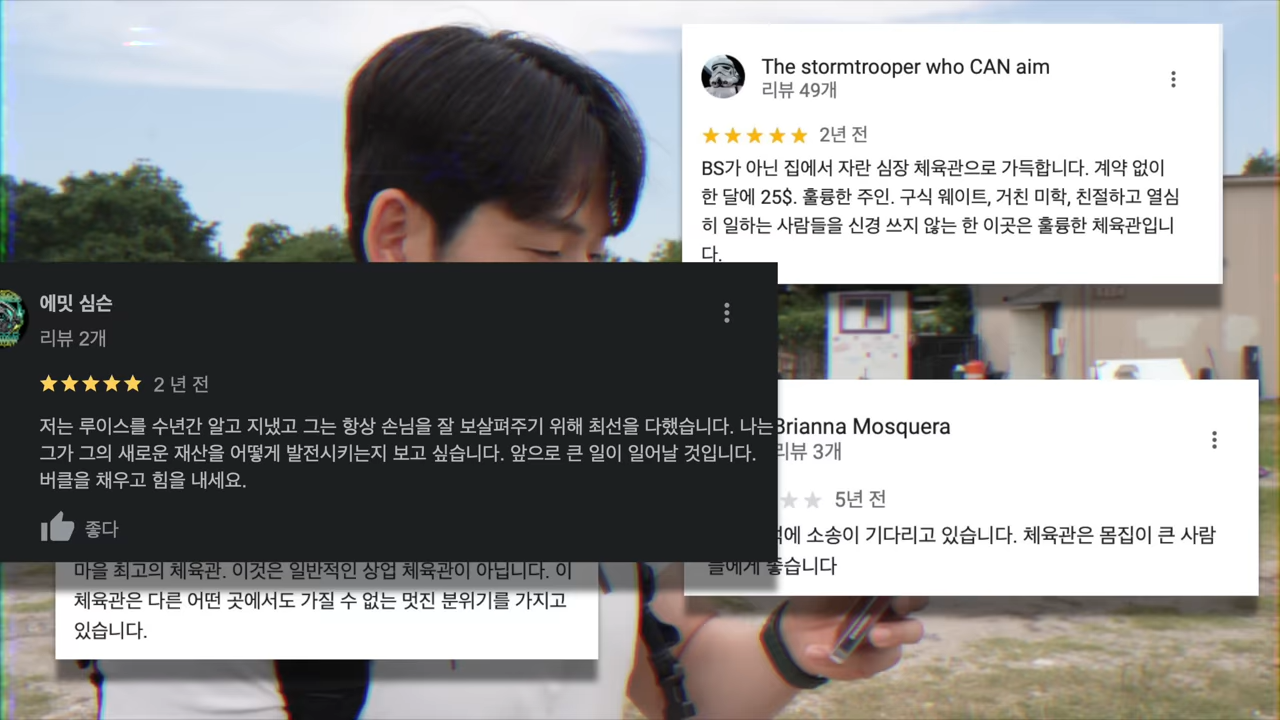 The stormtrooper who CAN aim
리뷰 49개
2년 전
BS가 아닌 집에서 자란 심장 체육관으로 가득합니다. 계약 없이
한 달에 25$. 훌륭한 주인. 구식 웨이트, 거친 미학, 친절하고 열심
히 일하는 사람들을 신경 쓰지 않는 한 이곳은 훌륭한 체육관입니
다.
에밋 심슨
리뷰 2개
2 년 전
저는 루이스를 수년간 알고 지냈고 그는 항상 손님을 잘 보살펴주기 위해 최선을 다했습니다. 나는
그가 그의 새로운 재산을 어떻게 발전시키는지 보고 싶습니다. 앞으로 큰 일이 일어날 것입니다.
버클을 채우고 힘을 내세요.
좋다
Brianna Mosquera
리뷰 3개
5년 전
소송이 기다리고 있습니다. 체육관은 몸집이 큰 사람
들에게 좋습니다
마을 최고의 체육관. 이것은 일반적인 상업 체육관이 아닙니다. 이
체육관은 다른 어떤 곳에서도 가질 수 없는 멋진 분위기를 가지고
있습니다.